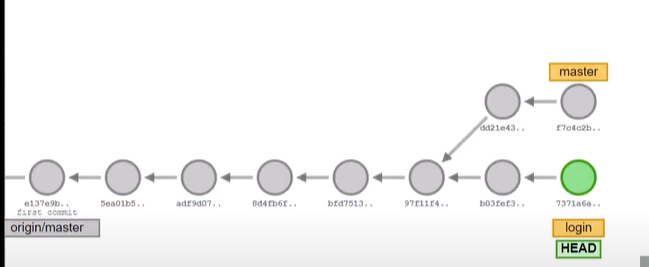 master
dd21e43.. f7c4c2b..
e137e9b.. 5ea01b5.. adf9d07.. 8d4fb6f.. bfd7513.. 97f11f4.. b03fef3.. 7371a6a..
first commit
origin/master login
HEAD